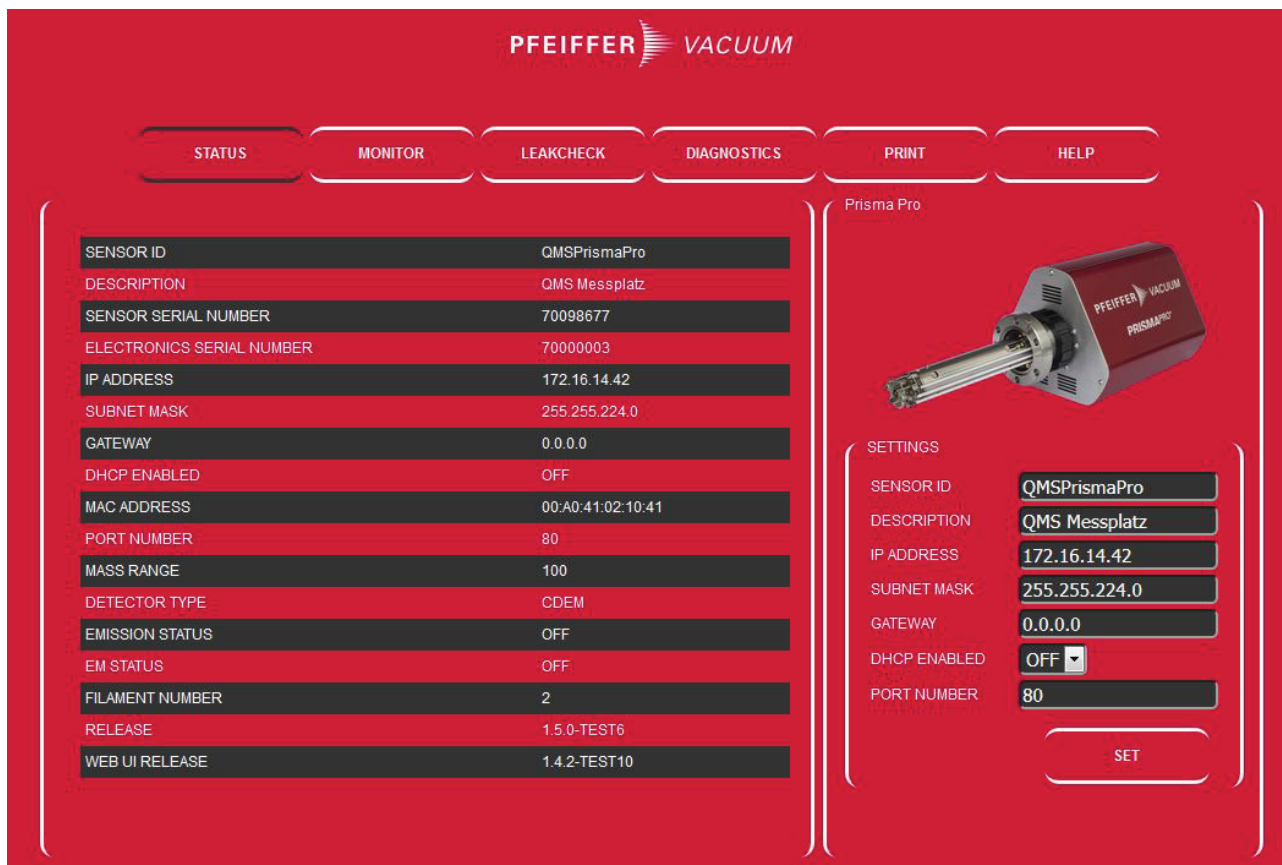 PFEIFFER VACUUM
STATUS MONITOR LEAKCHECK DIAGNOSTICS PRINT HELP
SENSOR ID QMSPrismaPro
DESCRIPTION QMS Messplatz
SENSOR SERIAL NUMBER 70098677
ELECTRONICS SERIAL NUMBER 70000003
IP ADDRESS 172.16.14.42
SUBNET MASK 255.255.224.0
GATEWAY 0.0.0.0
DHCP ENABLED OFF
MAC ADDRESS 00:A0:41:02:10:41
PORT NUMBER 80
MASS RANGE 100
DETECTOR TYPE CDEM
EMISSION STATUS OFF
EM STATUS OFF
FILAMENT NUMBER 2
RELEASE 1.5.0-TEST6
WEB UI RELEASE 1.4.2-TEST10
Prisma Pro
PFEIFFER VACUUM
PRISMAPRO
SETTINGS
SENSOR ID QMSPrismaPro
DESCRIPTION QMS Messplatz
IP ADDRESS 172.16.14.42
SUBNET MASK 255.255.224.0
GATEWAY 0.0.0.0
DHCP ENABLED OFF
PORT NUMBER 80
SET